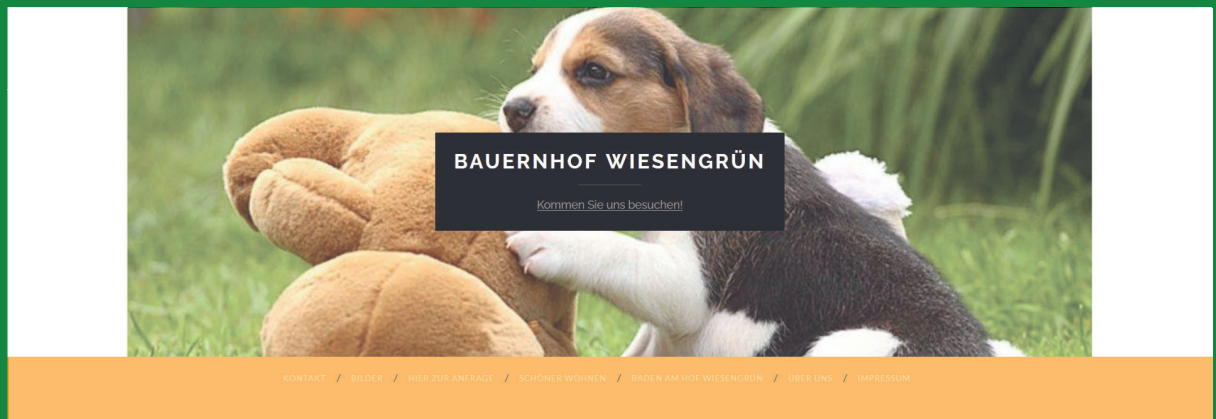 BAUERNHOF WIESENGRÜN
Kommen Sie uns besuchen!
KONTAKT / BILDER / HIER ZUR ANFRAGE / SCHÖNER WOHNEN / BADEN AM HOF WIESENGRÜN / ÜBER UNS / IMPRESSUM